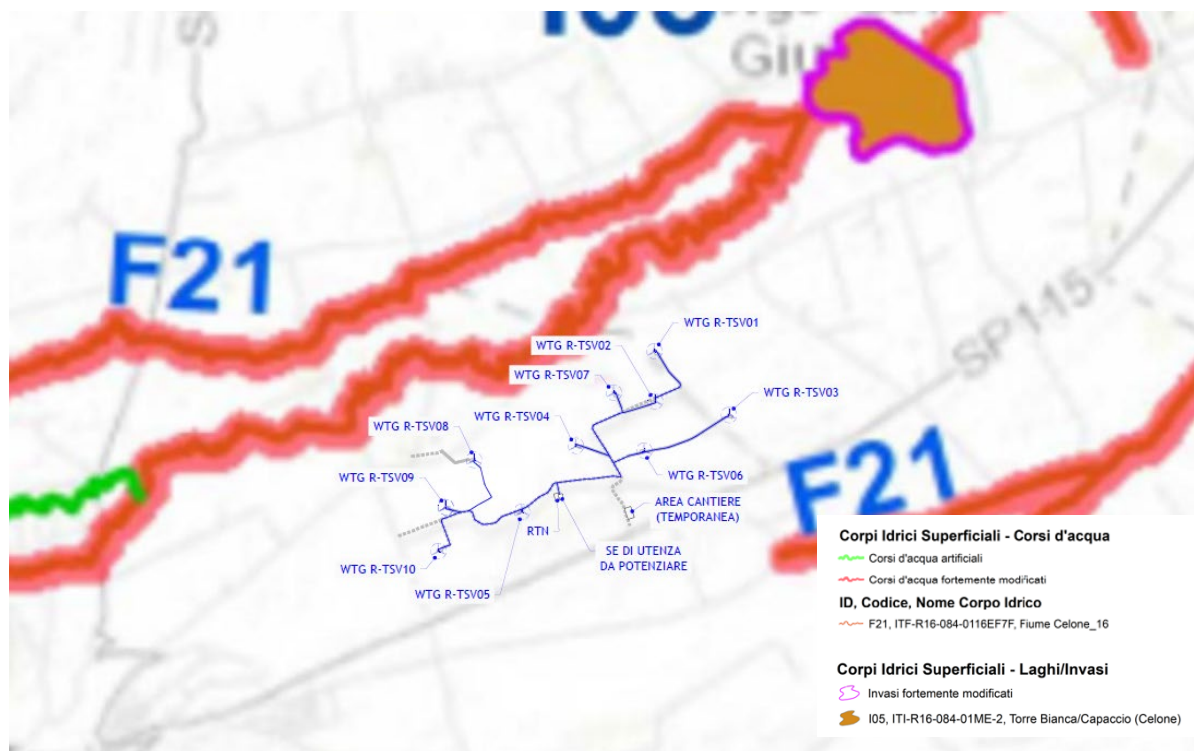 I05
Giu
F21
WTG R-TSV01
WTG R-TSV02
WTG R-TSV07
WTG R-TSV03
WTG R-TSV04
WTG R-TSV08
SP115
WTG R-TSV06
WTG R-TSV09
F21
AREA CANTIERE
(TEMPORANEA)
RTN
SE DI UTENZA
DA POTENZIARE
WTG R-TSV10
WTG R-TSV05
Corpi Idrici Superficiali - Corsi d'acqua
Corsi d'acqua artificiali
Corsi d'acqua fortemente modificati
ID, Codice, Nome Corpo Idrico
F21, ITF-R16-084-0116EF7F, Fiume Celone_16
Corpi Idrici Superficiali - Laghi/Invasi
Invasi fortemente modificati
I05, ITI-R16-084-01ME-2, Torre Bianca/Capaccio (Celone)